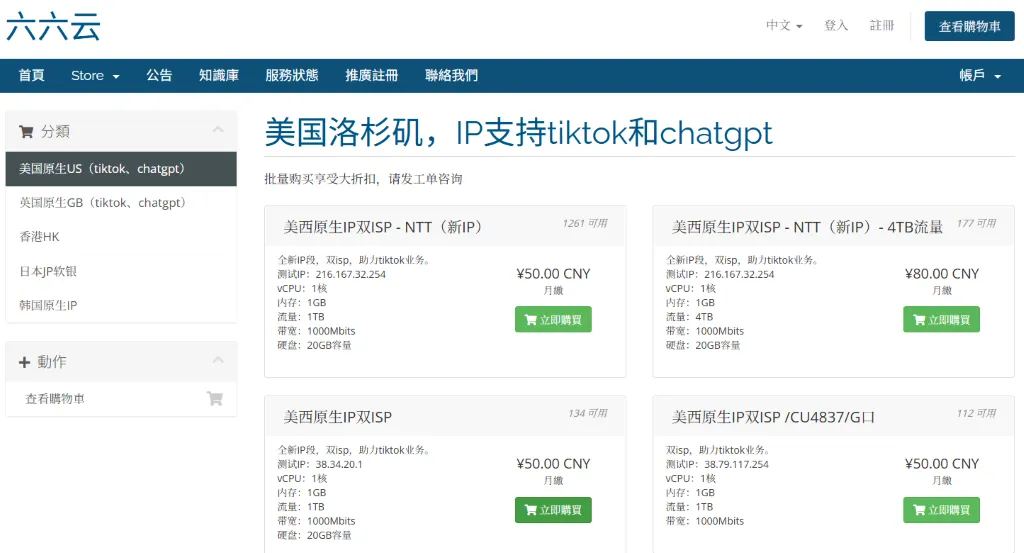 六六云
中文
登入
註冊
查看購物車
首頁
Store
公告
知識庫
服務狀態
推廣註冊
聯絡我們
帳戶
分類
美国原生US（tiktok、chatgpt）
英国原生GB（tiktok、chatgpt）
香港HK
日本JP软银
韩国原生IP
動作
查看購物車
美国洛杉矶，IP支持tiktok和chatgpt
批量购买享受大折扣，请发工单咨询
美西原生IP双ISP - NTT（新IP）
1261 可用
全新IP段，双isp，助力tiktok业务。
测试IP：216.167.32.254
vCPU：1核
内存：1GB
流量：1TB
带宽：1000Mbits
硬盘：20GB容量
¥50.00 CNY
月繳
立即購買
美西原生IP双ISP - NTT（新IP）- 4TB流量
177 可用
全新IP段，双isp，助力tiktok业务。
测试IP：216.167.32.254
vCPU：1核
内存：1GB
流量：4TB
带宽：1000Mbits
硬盘：20GB容量
¥80.00 CNY
月繳
立即購買
美西原生IP双ISP
134 可用
全新IP段，双isp，助力tiktok业务。
测试IP：38.34.20.1
vCPU：1核
内存：1GB
流量：1TB
带宽：1000Mbits
硬盘：20GB容量
¥50.00 CNY
月繳
立即購買
美西原生IP双ISP /CU4837/G口
112 可用
双isp，助力tiktok业务。
测试IP：38.79.117.254
vCPU：1核
内存：1GB
流量：1TB
带宽：1000Mbits
¥50.00 CNY
月繳
立即購買